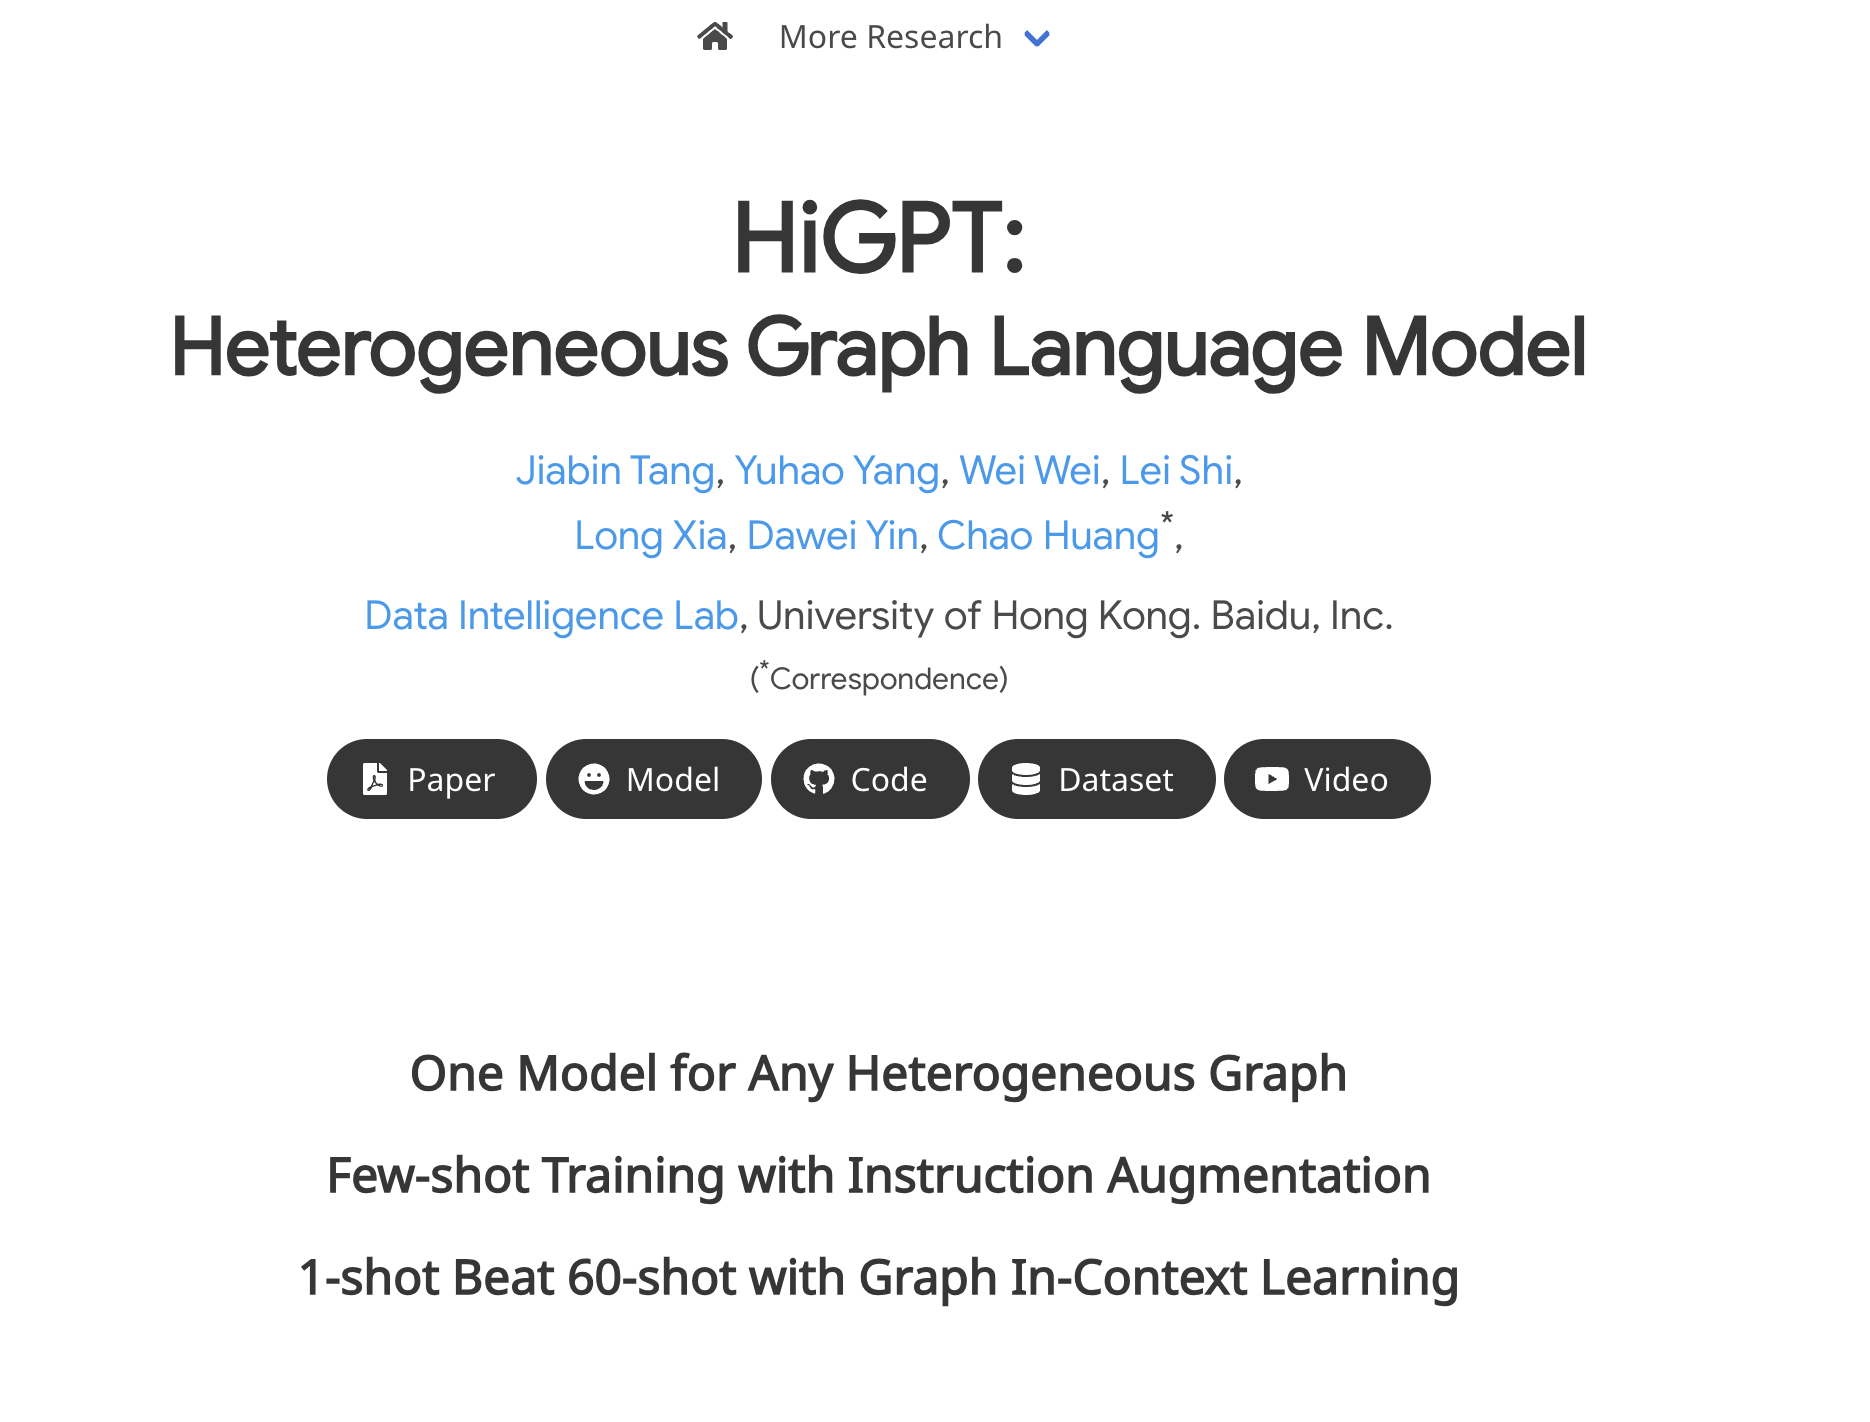 More Research
HiGPT:
Heterogeneous Graph Language Model
Jiabin Tang, Yuhao Yang, Wei Wei, Lei Shi,
Long Xia, Dawei Yin, Chao Huang*,
Data Intelligence Lab, University of Hong Kong. Baidu, Inc.
(*Correspondence)
Paper Model Code Dataset Video
One Model for Any Heterogeneous Graph
Few-shot Training with Instruction Augmentation
1-shot Beat 60-shot with Graph In-Context Learning